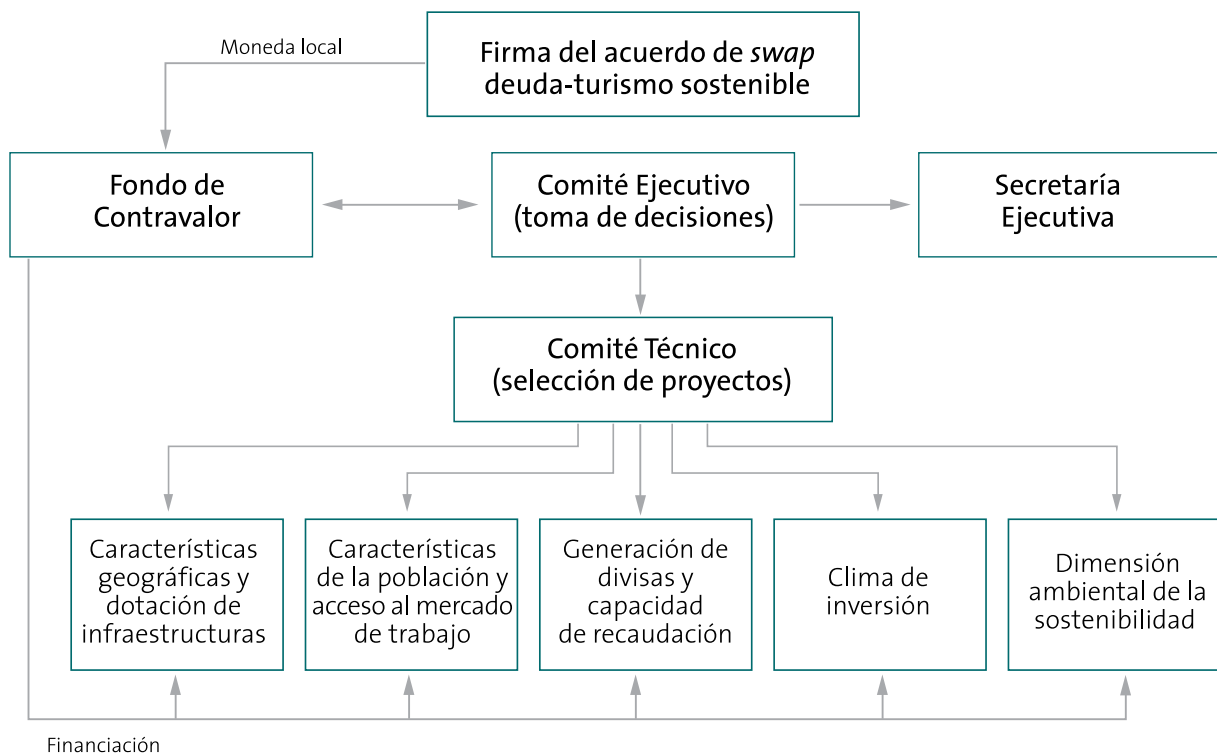 Moneda local
Firma del acuerdo de swap
deuda-turismo sostenible
Fondo de
Contravalor
Comité Ejecutivo
(toma de decisiones)
Secretaría
Ejecutiva
Comité Técnico
(selección de proyectos)
Características
geográficas y
dotación de
infraestructuras
Características
de la población y
acceso al mercado
de trabajo
Generación de
divisas y
capacidad
de recaudación
Clima de
inversión
Dimensión
ambiental de la
sostenibilidad
Financiación